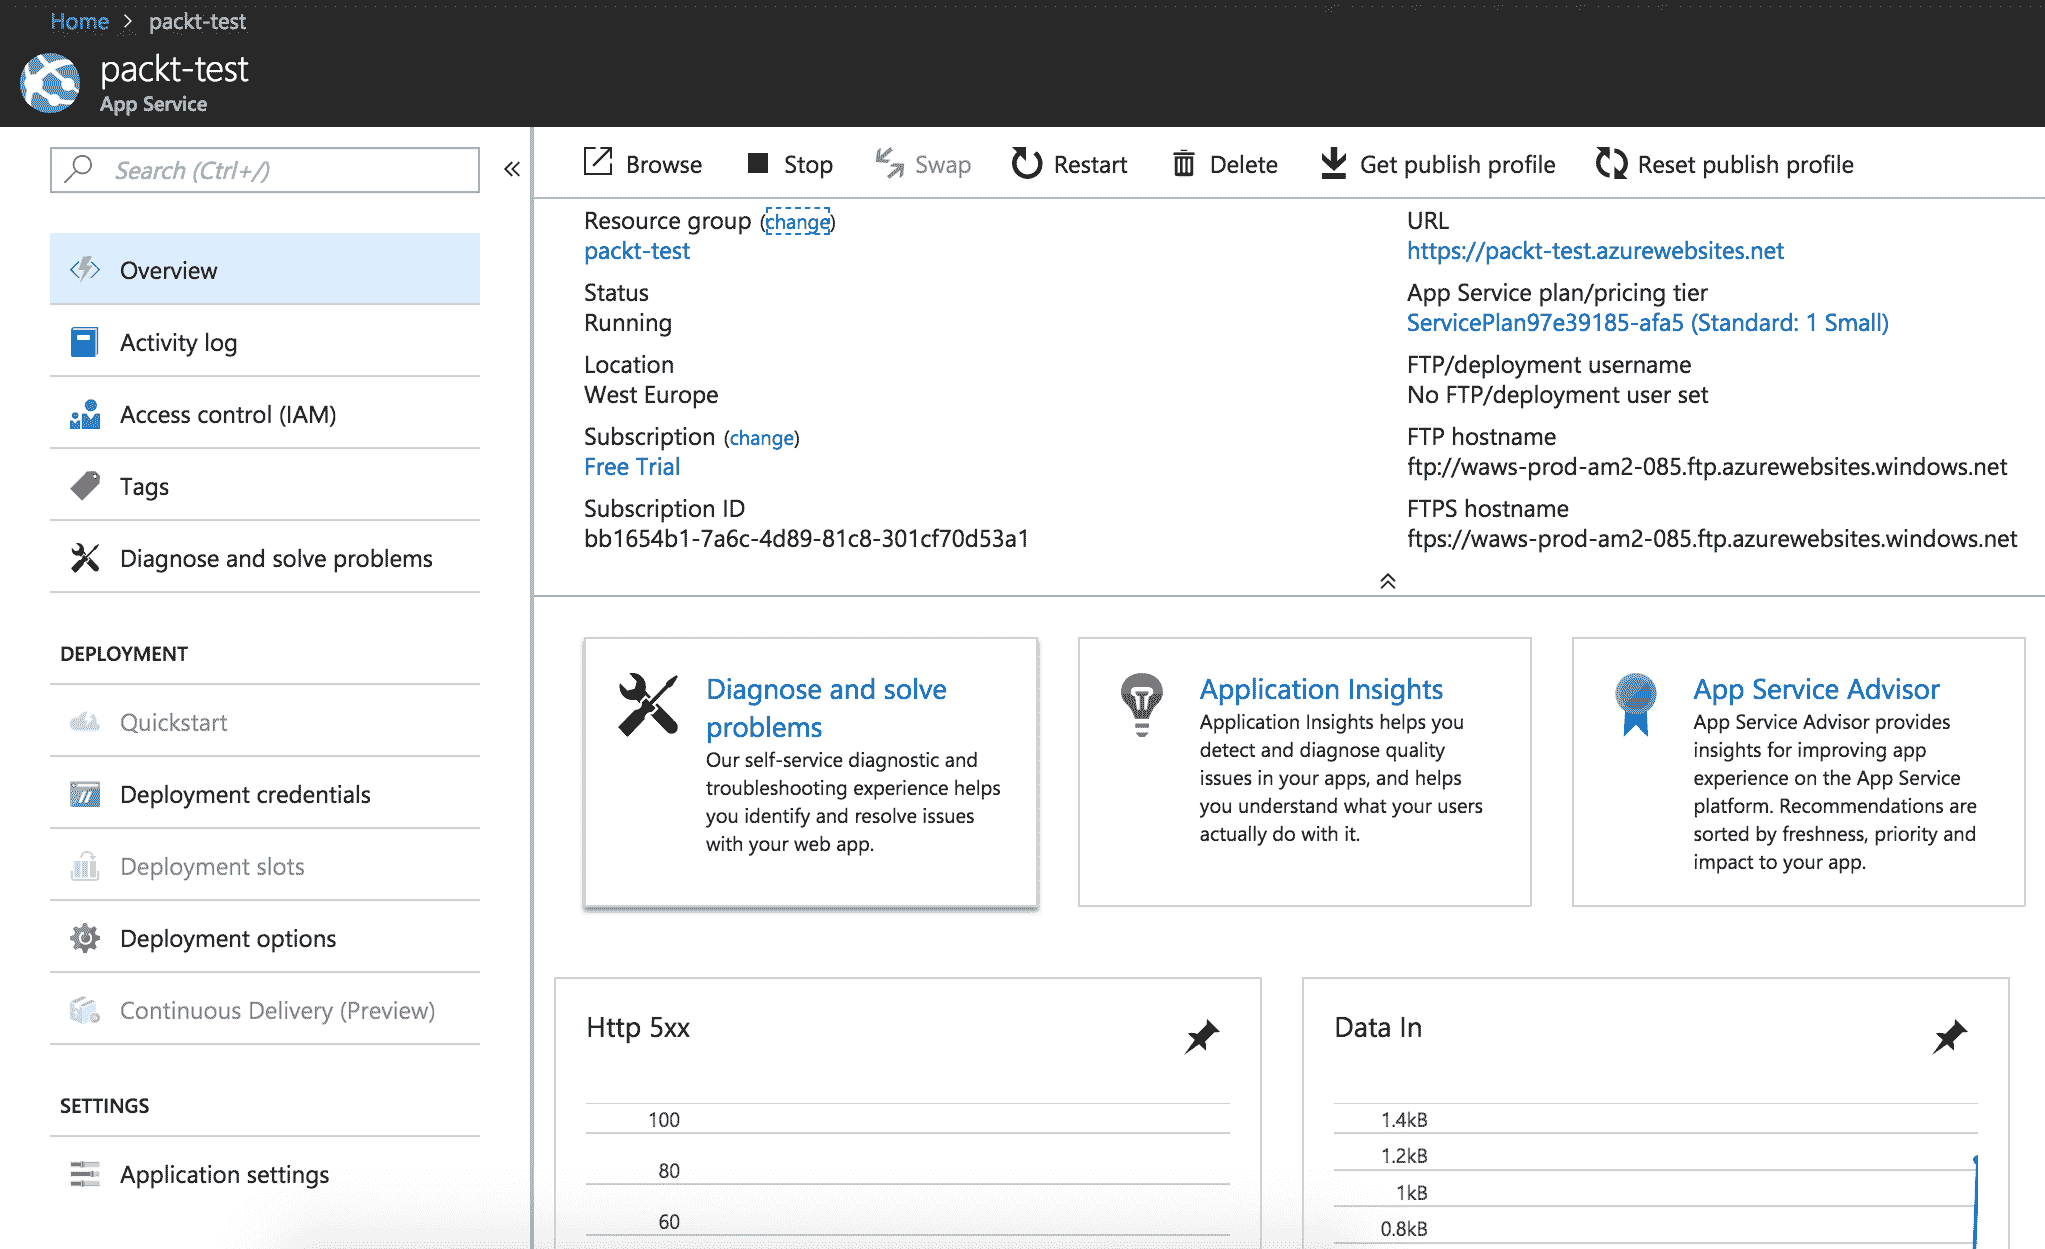 Home > packt-test
packt-test
App Service
Search (Ctrl+/)
«
Overview
Activity log
Access control (IAM)
Tags
Diagnose and solve problems
DEPLOYMENT
Quickstart
Deployment credentials
Deployment slots
Deployment options
Continuous Delivery (Preview)
SETTINGS
Application settings
Browse Stop Swap Restart Delete Get publish profile Reset publish profile
Resource group (change)
packt-test
Status
Running
Location
West Europe
Subscription (change)
Free Trial
Subscription ID
bb1654b1-7a6c-4d89-81c8-301cf70d53a1
URL
https://packt-test.azurewebsites.net
App Service plan/pricing tier
ServicePlan97e39185-afa5 (Standard: 1 Small)
FTP/deployment username
No FTP/deployment user set
FTP hostname
ftp://waws-prod-am2-085.ftp.azurewebsites.windows.net
FTPS hostname
ftps://waws-prod-am2-085.ftp.azurewebsites.windows.net
Diagnose and solve
problems
Our self-service diagnostic and
troubleshooting experience helps
you identify and resolve issues
with your web app.
Application Insights
Application Insights helps you
detect and diagnose quality
issues in your apps, and helps
you understand what your users
actually do with it.
App Service Advisor
App Service Advisor provides
insights for improving app
experience on the App Service
platform. Recommendations are
sorted by freshness, priority and
impact to your app.
Http 5xx
100
80
60
Data In
1.4kB
1.2kB
1kB
0.8kB